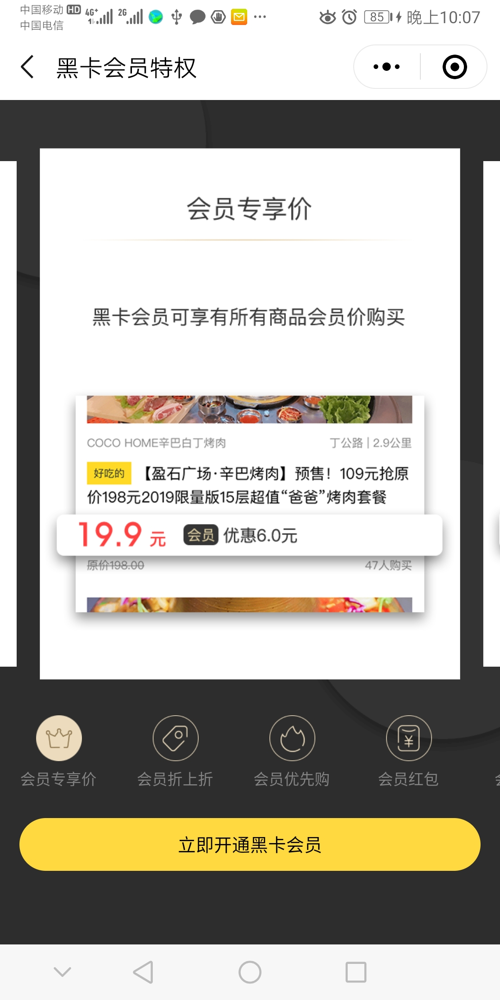 中国移动 HD 4G+ 2G 85 晚上10:07
中国电信
黑卡会员特权
会员专享价
黑卡会员可享有所有商品会员价购买
COCO HOME辛巴白丁烤肉 丁公路 | 2.9公里
好吃的 【盈石广场·辛巴烤肉】预售！109元抢原
价198元2019限量版15层超值“爸爸”烤肉套餐
19.9 元 会员 优惠6.0元
原价198.00 47人购买
会员专享价 会员折上折 会员优先购 会员红包
立即开通黑卡会员